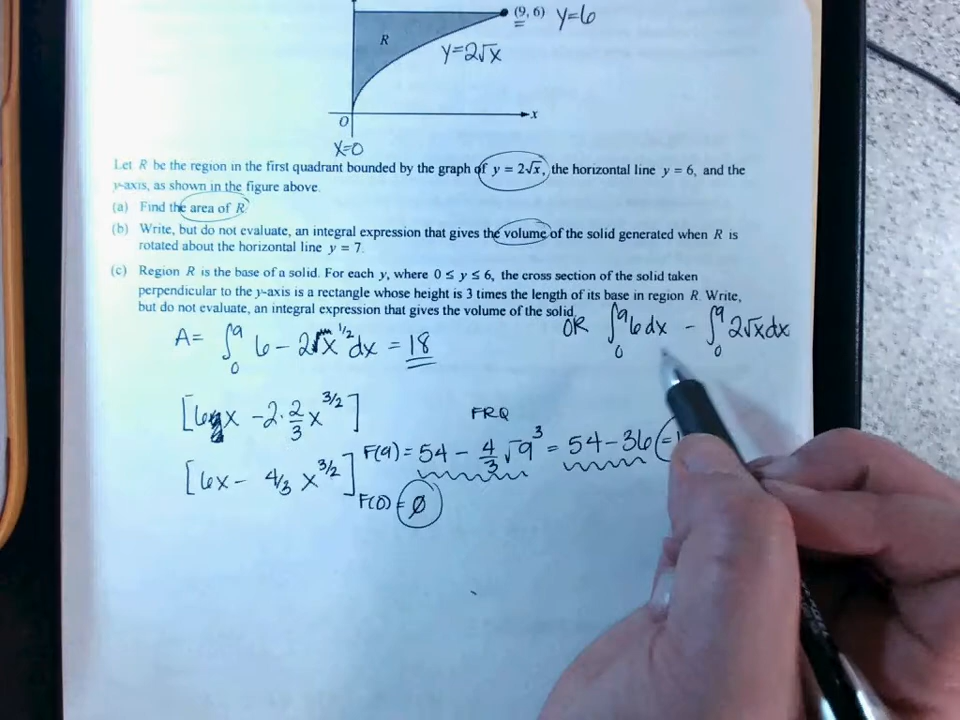 (9, 6) y=6
R
y=2√x
O
x
x=0
Let R be the region in the first quadrant bounded by the graph of y = 2√x, the horizontal line y = 6, and the
y-axis, as shown in the figure above.
(a) Find the area of R.
(b) Write, but do not evaluate, an integral expression that gives the volume of the solid generated when R is
rotated about the horizontal line y = 7.
(c) Region R is the base of a solid. For each y, where 0 ≤ y ≤ 6, the cross section of the solid taken
perpendicular to the y-axis is a rectangle whose height is 3 times the length of its base in region R. Write,
but do not evaluate, an integral expression that gives the volume of the solid.
OR ∫₀⁹ 6dx − ∫₀⁹ 2√x dx
A= ∫₀⁹ 6 − 2x^1/2 dx = 18
[6x − 2·2/3 x^3/2]
FRQ
F(9) = 54 − 4/3 √9³ = 54−36 =
[6x − 4/3 x^3/2]
F(0) = ∅